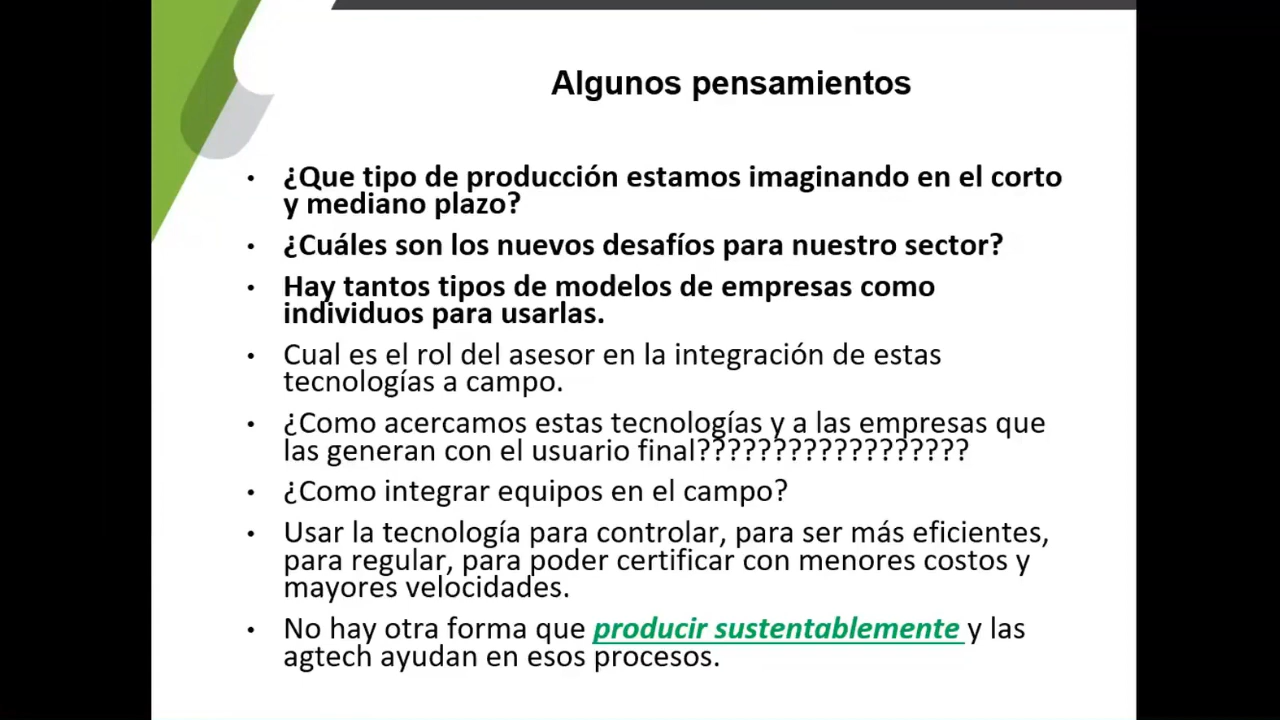 Algunos pensamientos
• ¿Que tipo de producción estamos imaginando en el corto
y mediano plazo?
• ¿Cuáles son los nuevos desafíos para nuestro sector?
• Hay tantos tipos de modelos de empresas como
individuos para usarlas.
• Cual es el rol del asesor en la integración de estas
tecnologías a campo.
• ¿Como acercamos estas tecnologías y a las empresas que
las generan con el usuario final??????????????????
• ¿Como integrar equipos en el campo?
• Usar la tecnología para controlar, para ser más eficientes,
para regular, para poder certificar con menores costos y
mayores velocidades.
• No hay otra forma que producir sustentablemente y las
agtech ayudan en esos procesos.